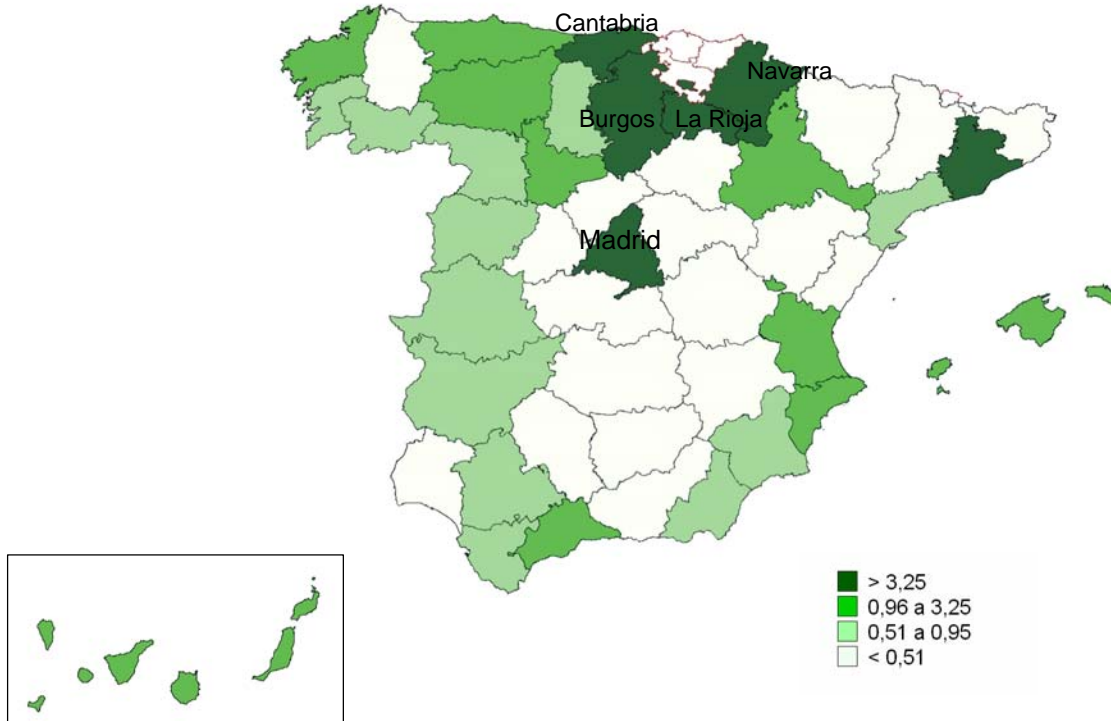 Cantabria
Navarra
Burgos
La Rioja
Madrid
> 3,25
0,96 a 3,25
0,51 a 0,95
< 0,51